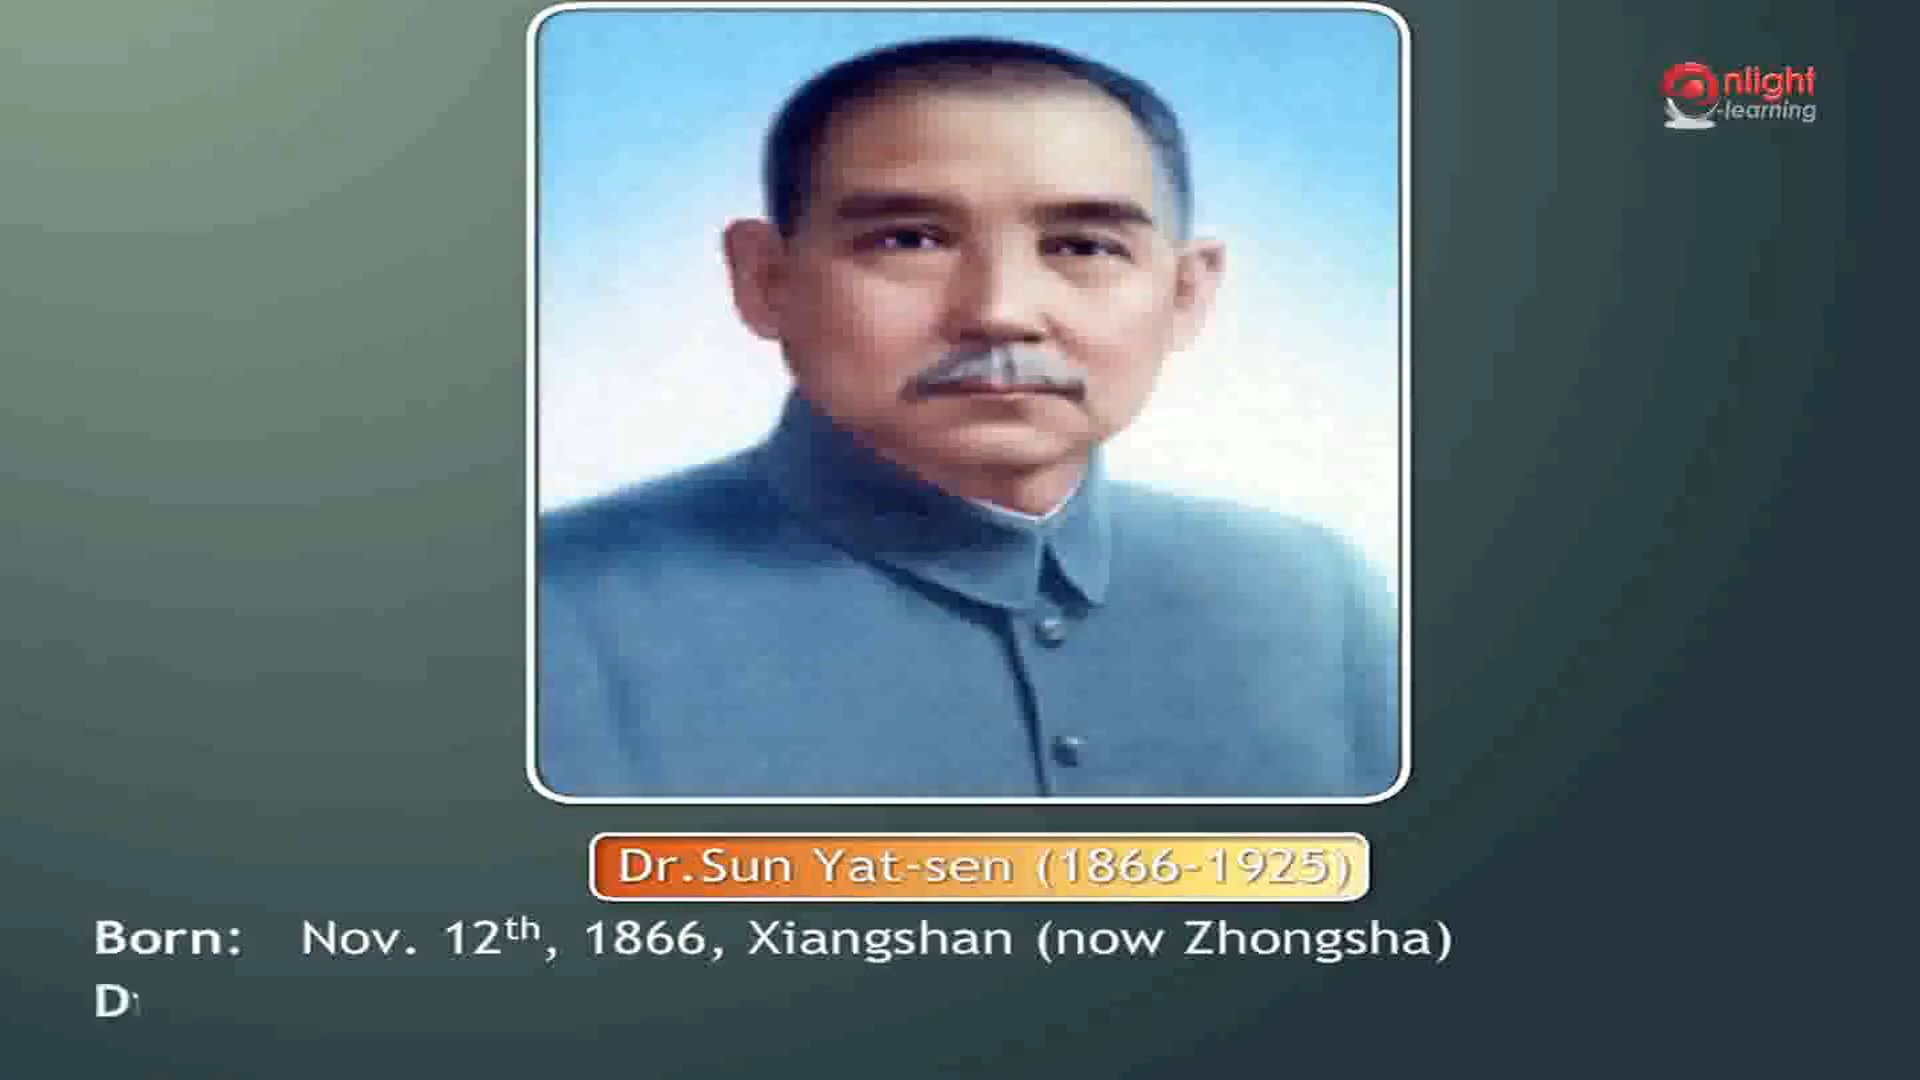 nlight
-learning
Dr.Sun Yat-sen (1866-1925)
Born: Nov. 12th, 1866, Xiangshan (now Zhongsha)
D